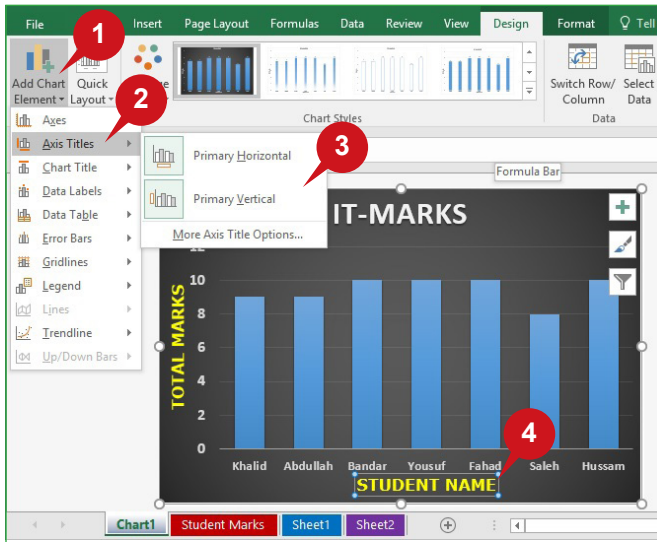 File Insert Page Layout Formulas Data Review View Design Format Tell
1
Add Chart Element
Quick Layout
Switch Row/ Column
Select Data
2
Chart Styles
Data
Axes
Axis Titles
Chart Title
Data Labels
Data Table
Error Bars
Gridlines
Legend
Lines
Trendline
Up/Down Bars
3
Primary Horizontal
Primary Vertical
More Axis Title Options...
Formula Bar
IT-MARKS
TOTAL MARKS
12
10
8
6
4
2
0
4
Khalid Abdullah Bandar Yousuf Fahad Saleh Hussam
STUDENT NAME
Chart1 Student Marks Sheet1 Sheet2